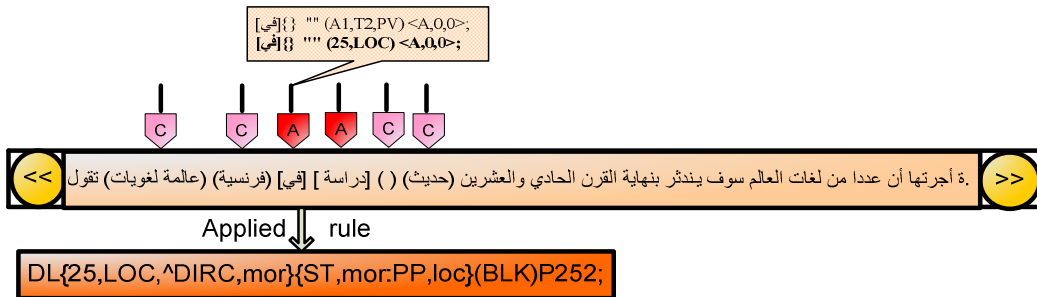 [في]{} "" (A1,T2,PV) <A,0,0>;
[في]{} "" (25,LOC) <A,0,0>;
C C A A C C
<< .ة أجرتها أن عددا من لغات العالم سوف يندثر بنهاية القرن الحادي والعشرين (حديث) ( ) [دراسة ] [في] (فرنسية) (عالمة لغويات) تقول >>
Applied rule
DL{25,LOC,^DIRC,mor}{ST,mor:PP,loc}(BLK)P252;